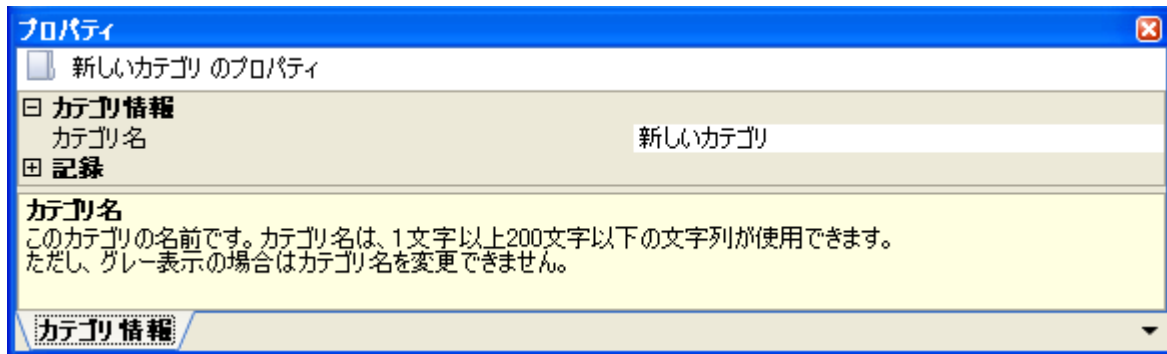 プロパティ
新しいカテゴリ のプロパティ
カテゴリ情報
カテゴリ名 新しいカテゴリ
記録
カテゴリ名
このカテゴリの名前です。カテゴリ名は、1文字以上200文字以下の文字列が使用できます。
ただし、グレー表示の場合はカテゴリ名を変更できません。
カテゴリ情報